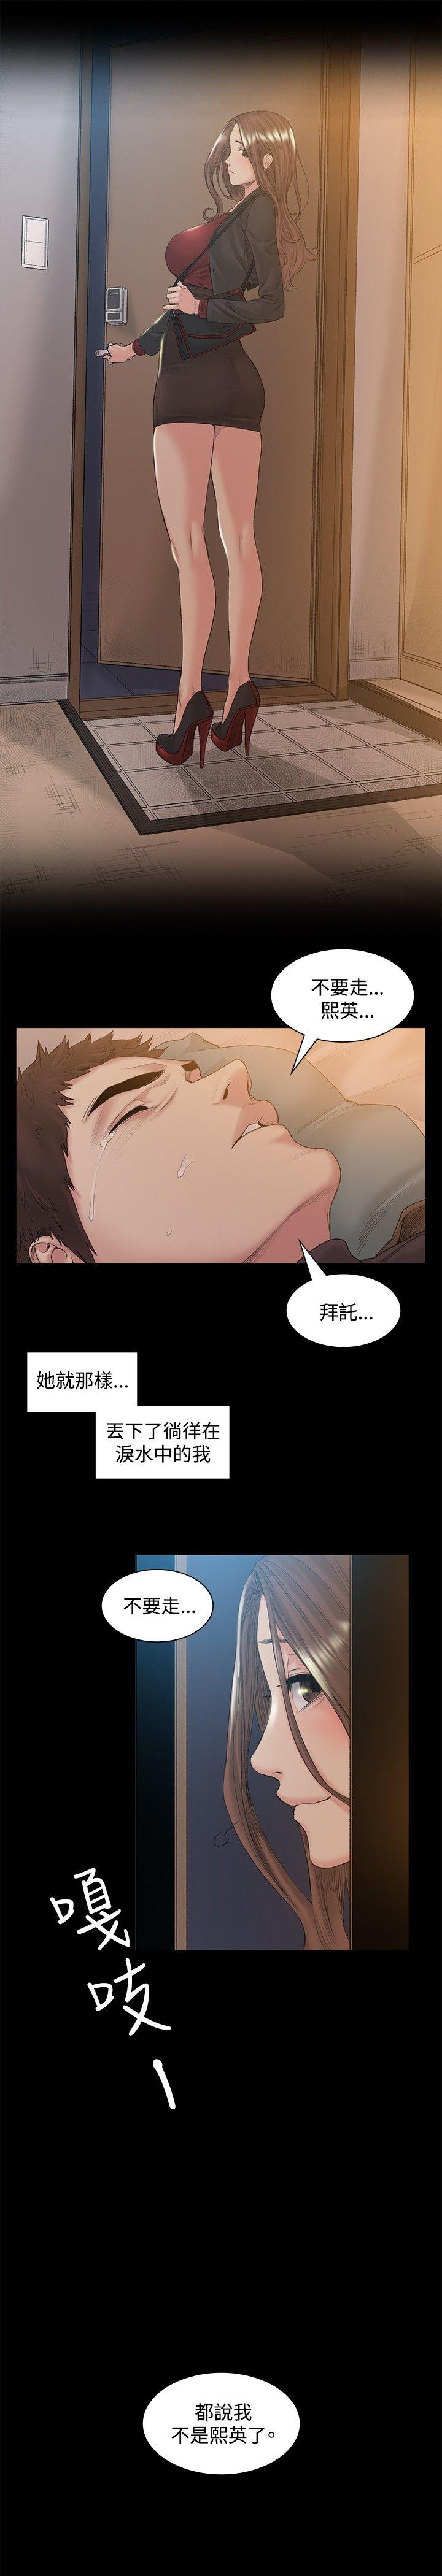 不要走…
熙英…
拜託…
她就那樣…
丟下了徜徉在
淚水中的我
不要走…
嘎
吱
—
都說我
不是熙英了。